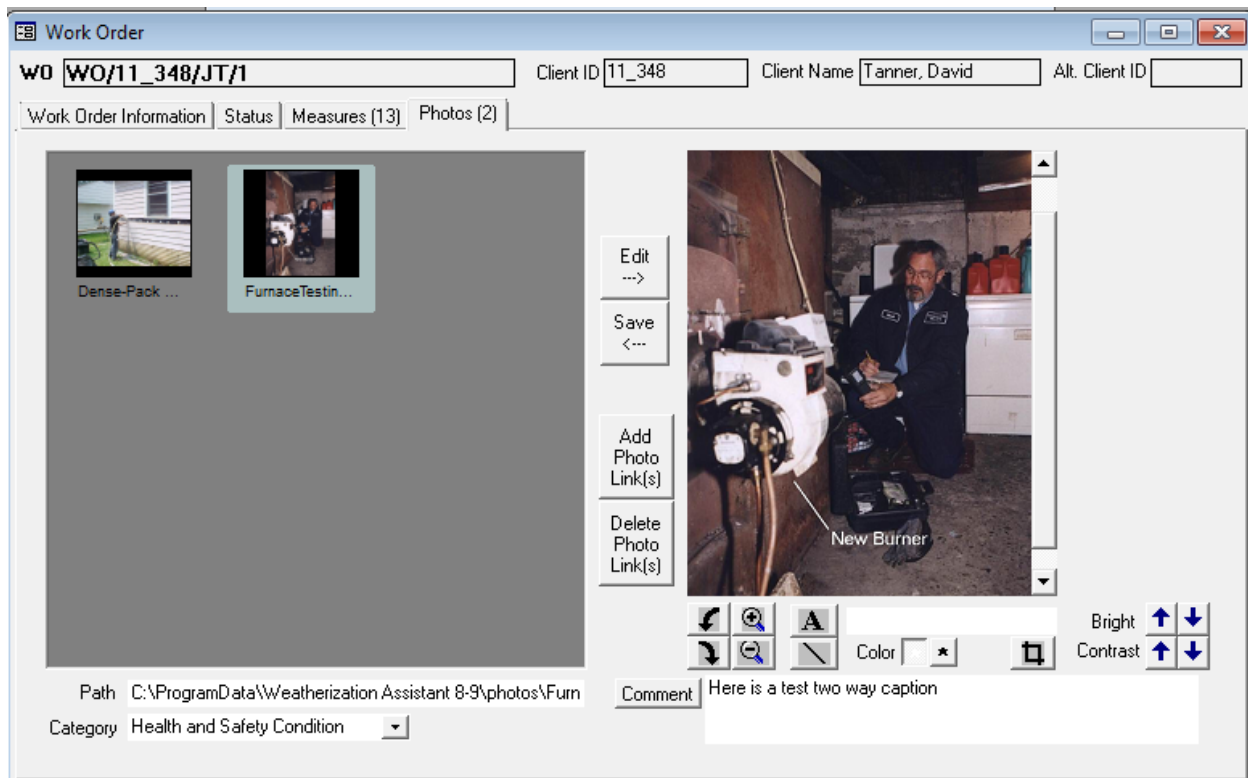 Work Order
WO WO/11_348/JT/1 Client ID 11_348 Client Name Tanner, David Alt. Client ID
Work Order Information Status Measures (13) Photos (2)
Dense-Pack ... FurnaceTestin...
Edit
--->
Save
<---
Add
Photo
Link(s)
Delete
Photo
Link(s)
New Burner
A
Bright
Color * Contrast
Path C:\ProgramData\Weatherization Assistant 8-9\photos\Furn
Comment Here is a test two way caption
Category Health and Safety Condition